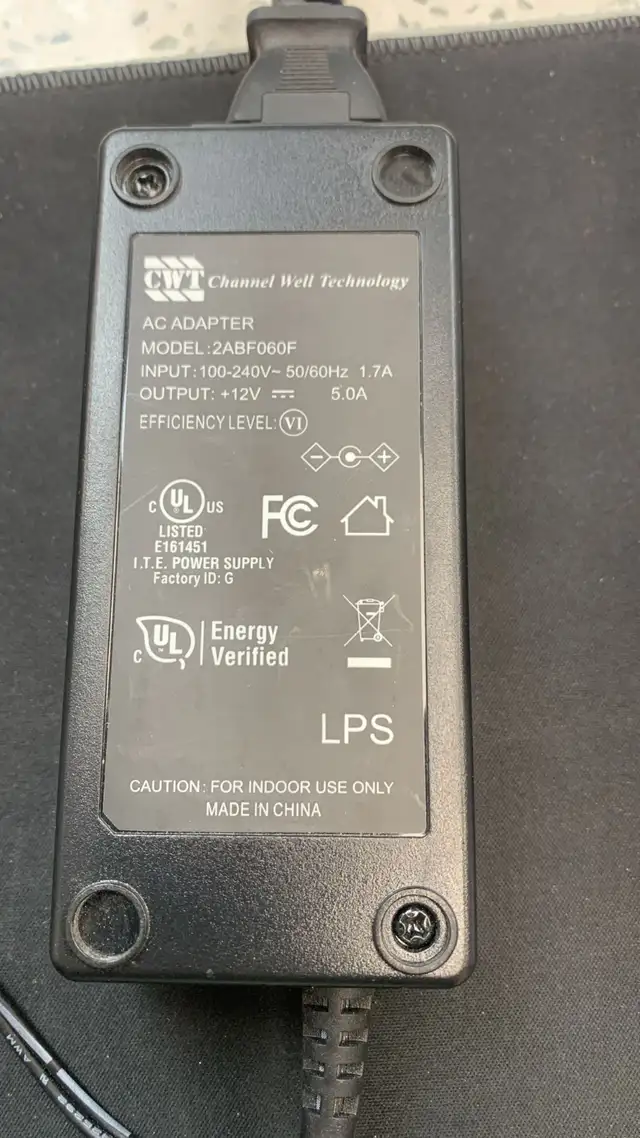 CWT Channel Well Technology
AC ADAPTER
MODEL:2ABF060F
INPUT:100-240V~ 50/60Hz 1.7A
OUTPUT: +12V ⎓ 5.0A
EFFICIENCY LEVEL: VI
C UL US
LISTED
E161451
I.T.E. POWER SUPPLY
Factory ID: G
FC
C UL Energy
Verified
LPS
CAUTION: FOR INDOOR USE ONLY
MADE IN CHINA
AWM